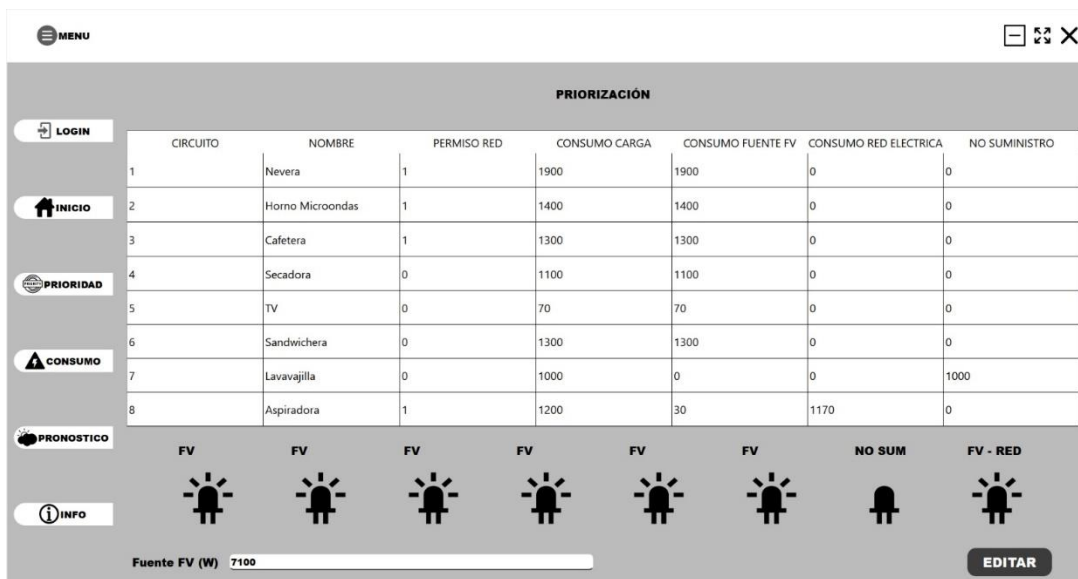 MENU
PRIORIZACIÓN
LOGIN
INICIO
PRIORIDAD
CONSUMO
PRONOSTICO
INFO
CIRCUITO NOMBRE PERMISO RED CONSUMO CARGA CONSUMO FUENTE FV CONSUMO RED ELECTRICA NO SUMINISTRO
1 Nevera 1 1900 1900 0 0
2 Horno Microondas 1 1400 1400 0 0
3 Cafetera 1 1300 1300 0 0
4 Secadora 0 1100 1100 0 0
5 TV 0 70 70 0 0
6 Sandwichera 0 1300 1300 0 0
7 Lavavajilla 0 1000 0 0 1000
8 Aspiradora 1 1200 30 1170 0
FV FV FV FV FV FV NO SUM FV - RED
Fuente FV (W) 7100
EDITAR